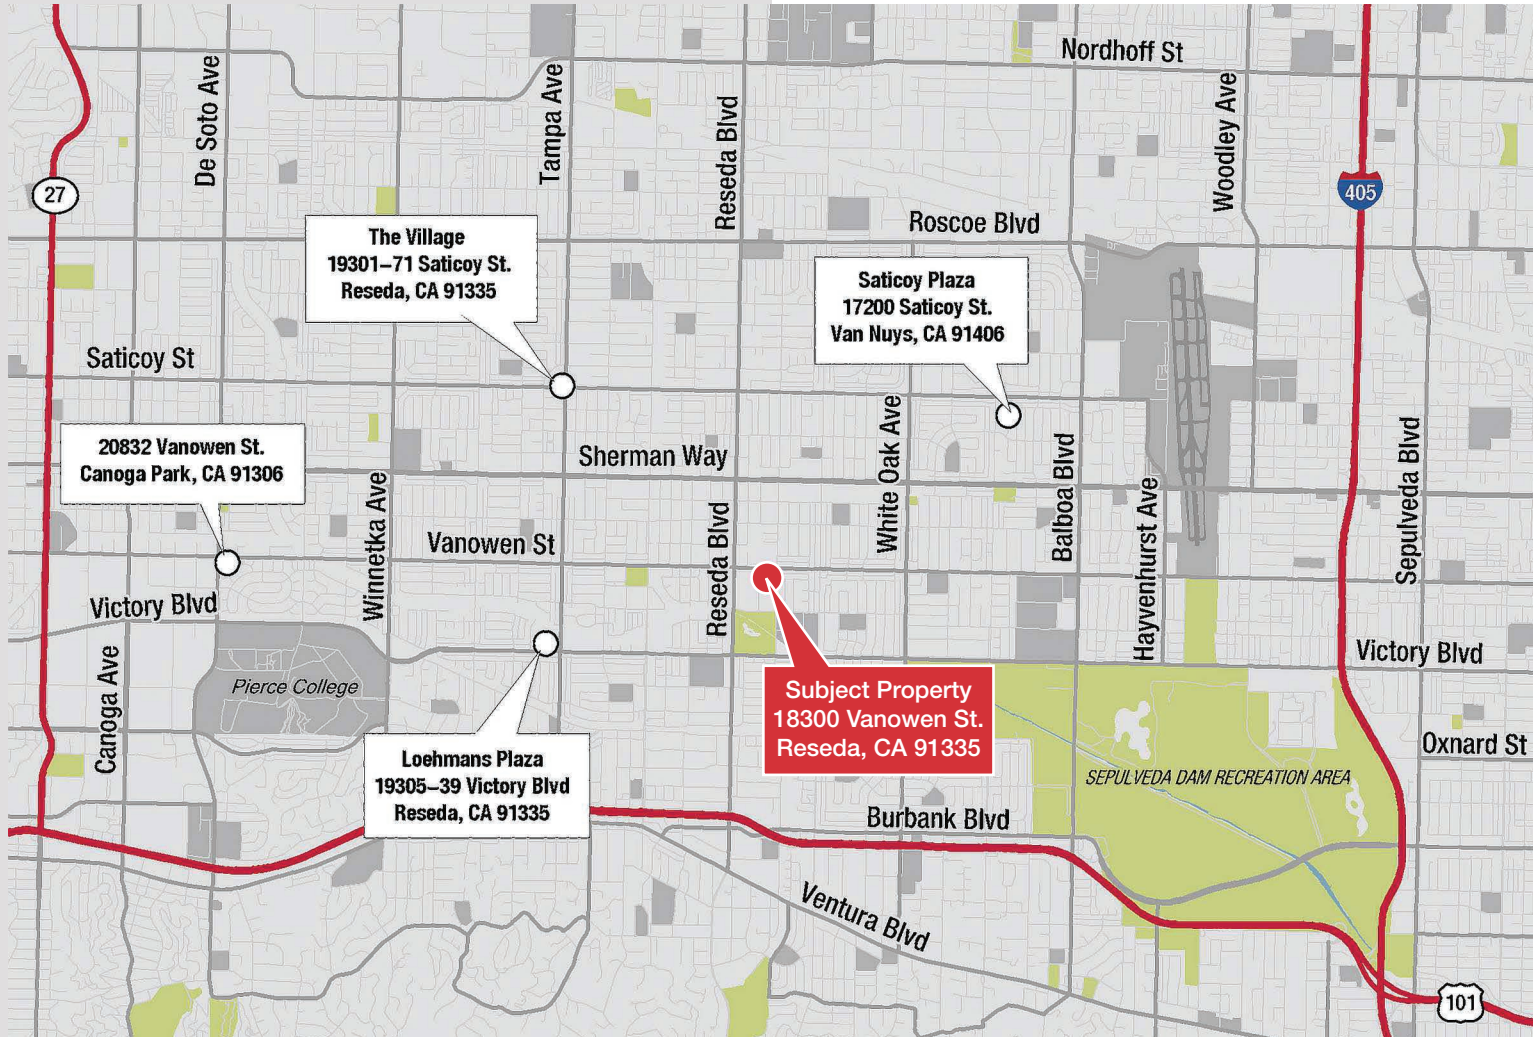 Nordhoff St
De Soto Ave
Tampa Ave
Reseda Blvd
Woodley Ave
27
405
Roscoe Blvd
The Village
19301–71 Saticoy St.
Reseda, CA 91335
Saticoy Plaza
17200 Saticoy St.
Van Nuys, CA 91406
Saticoy St
20832 Vanowen St.
Canoga Park, CA 91306
Sherman Way
White Oak Ave
Balboa Blvd
Sepulveda Blvd
Winnetka Ave
Vanowen St
Reseda Blvd
Hayvenhurst Ave
Victory Blvd
Victory Blvd
Canoga Ave
Pierce College
Subject Property
18300 Vanowen St.
Reseda, CA 91335
Oxnard St
Loehmans Plaza
19305–39 Victory Blvd
Reseda, CA 91335
SEPULVEDA DAM RECREATION AREA
Burbank Blvd
Ventura Blvd
101